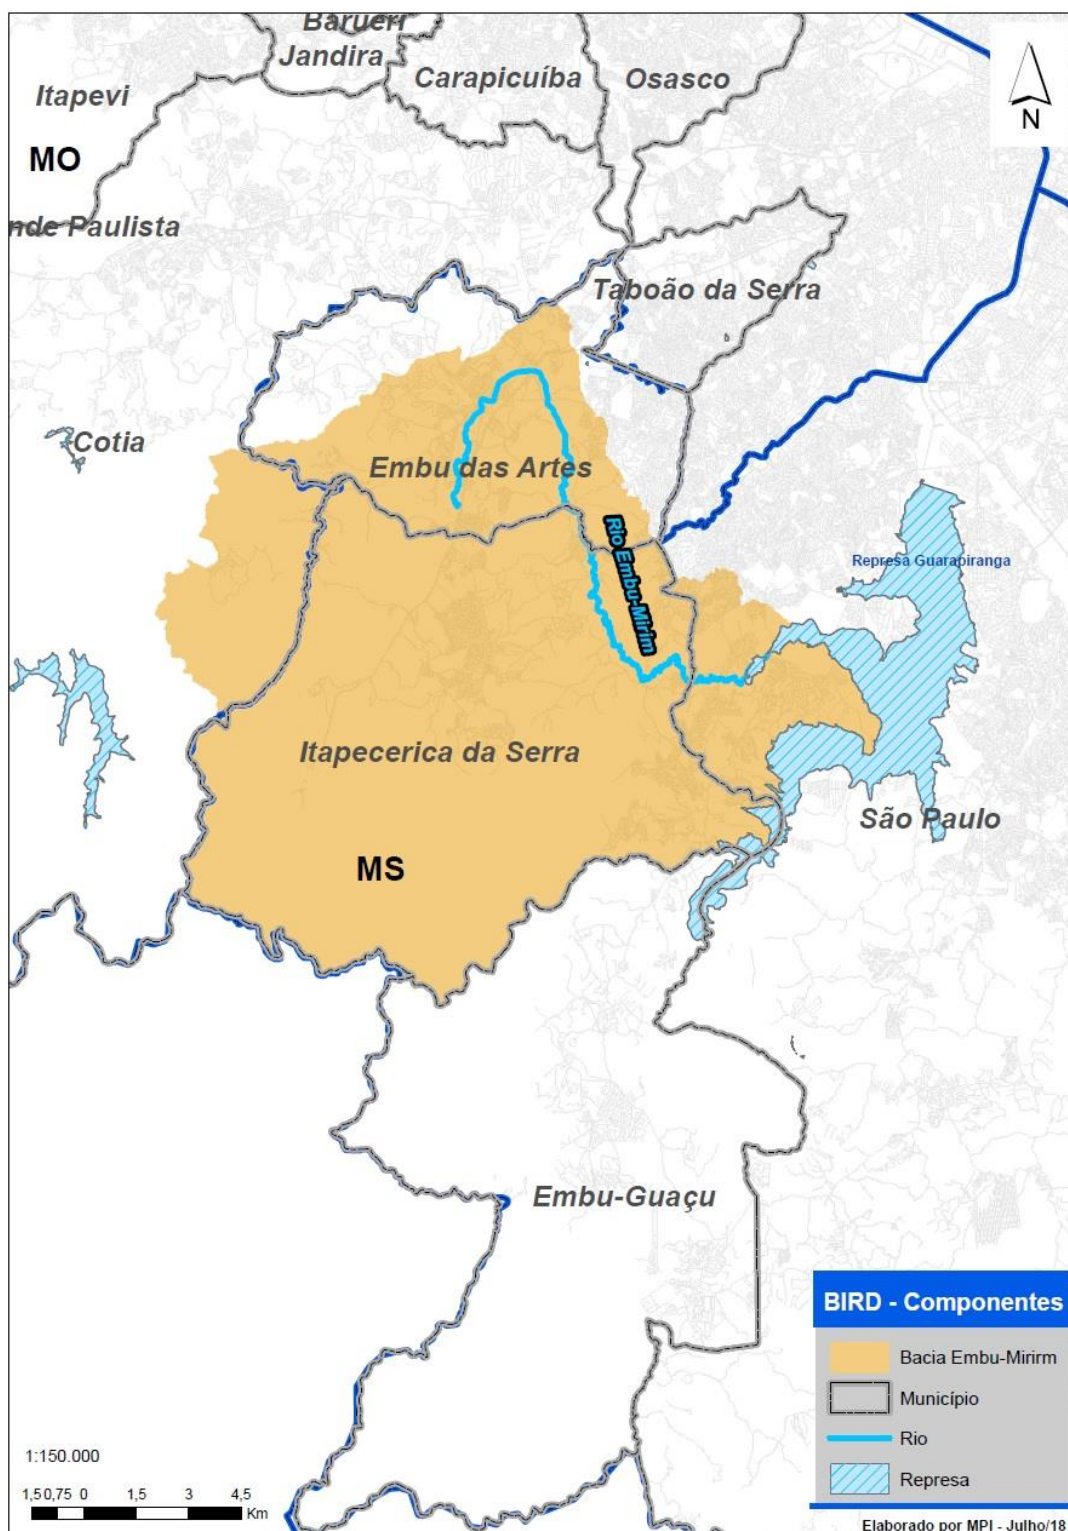 Barueri
Jandira
Carapicuíba
Osasco
Itapevi
N
MO
nde Paulista
Taboão da Serra
Cotia
Embu das Artes
Rio Embu-Mirim
Represa Guarapiranga
Itapecerica da Serra
São Paulo
MS
Embu-Guaçu
BIRD - Componentes
Bacia Embu-Mirirm
Município
Rio
Represa
1:150.000
1,5 0,75 0 1,5 3 4,5
Km
Elaborado por MPI - Julho/18